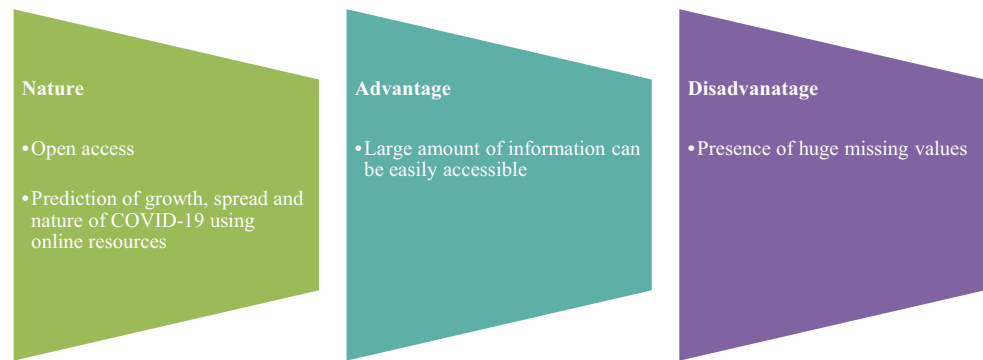 Nature
•Open access
•Prediction of growth, spread and
nature of COVID-19 using
online resources
Advantage
•Large amount of information can
be easily accessible
Disadvanatage
•Presence of huge missing values